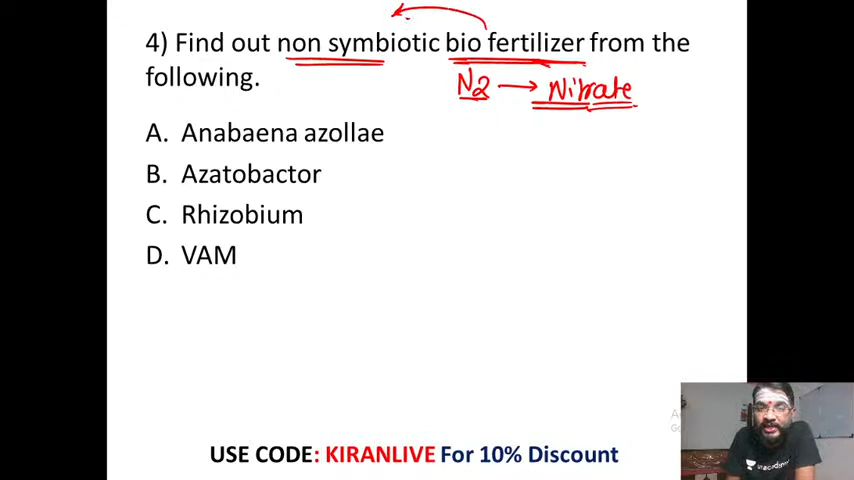 4) Find out non symbiotic bio fertilizer from the
following.
N2 → Nitrate
A. Anabaena azollae
B. Azatobactor
C. Rhizobium
D. VAM
USE CODE: KIRANLIVE For 10% Discount